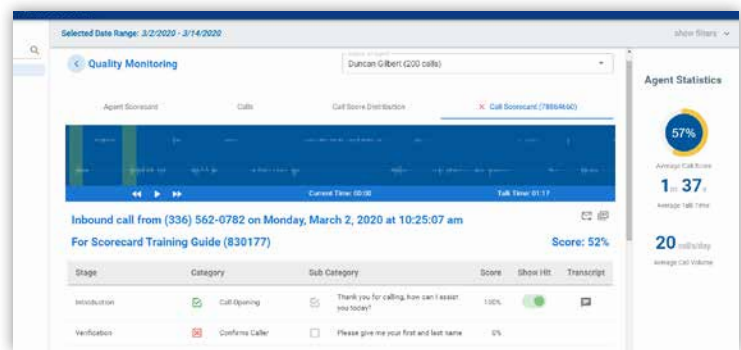 Selected Date Range: 3/2/2020 - 3/14/2020
show filters
Quality Monitoring
Duncan Gilbert (200 calls)
Agent Statistics
Agent Scorecard
Calls
Call Score Distribution
Call Scorecard (78864660)
57%
Average Call Score
Current Time: 00:00
Talk Time: 01:17
1m 37s
Average Talk Time
Inbound call from (336) 562-0782 on Monday, March 2, 2020 at 10:25:07 am
For Scorecard Training Guide (830177)
Score: 52%
20 calls/day
Average Call Volume
Stage
Category
Sub Category
Score
Show Hit
Transcript
Introduction
Call Opening
Thank you for calling, how can I assist
you today?
100%
Verification
Confirms Caller
Please give me your first and last name
0%